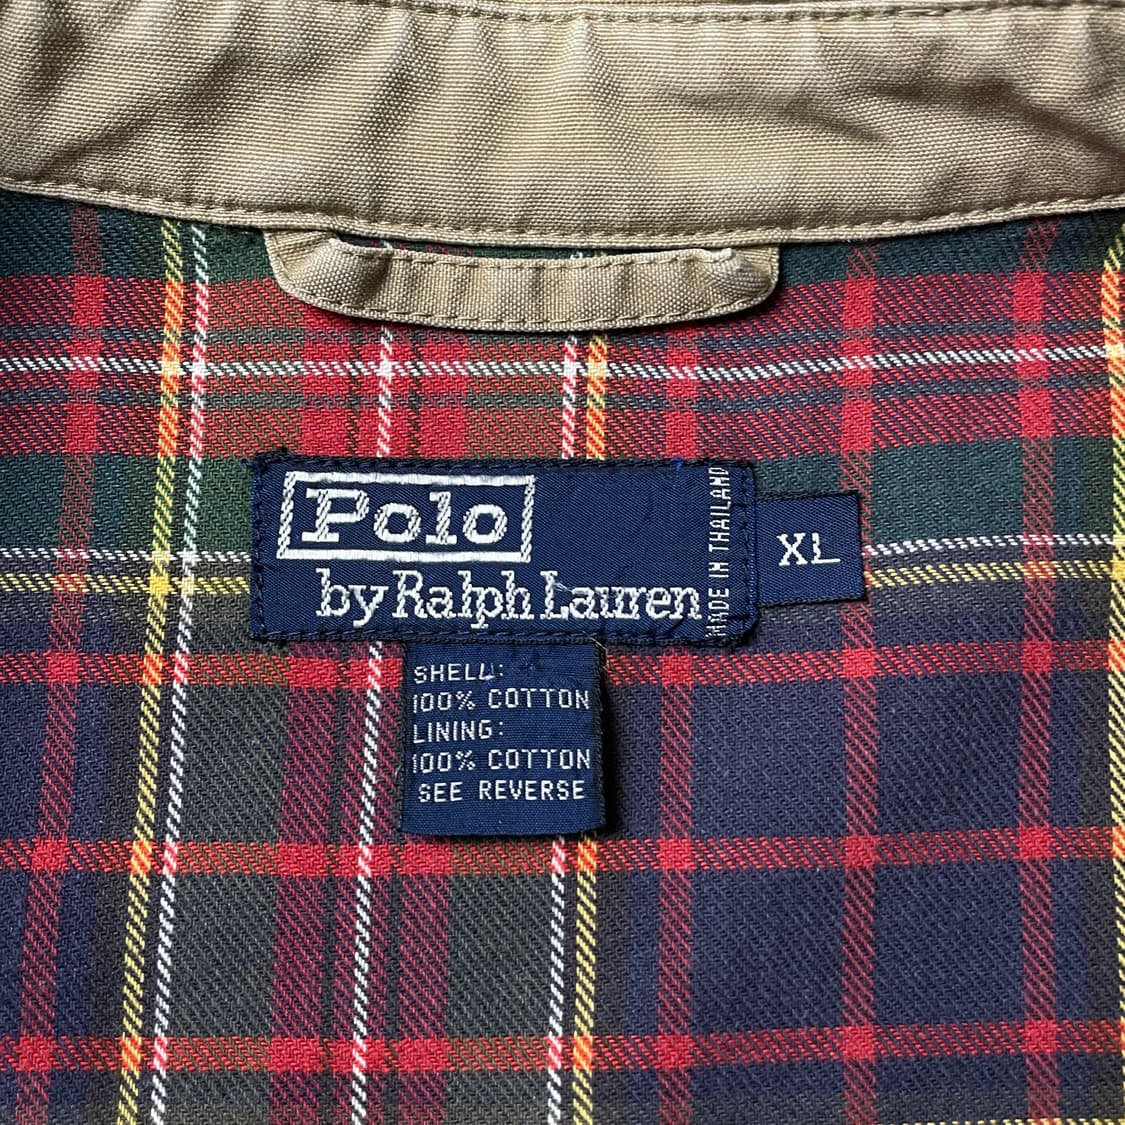 Polo
by Ralph Lauren
MADE IN THAILAND
XL
SHELL:
100% COTTON
LINING:
100% COTTON
SEE REVERSE